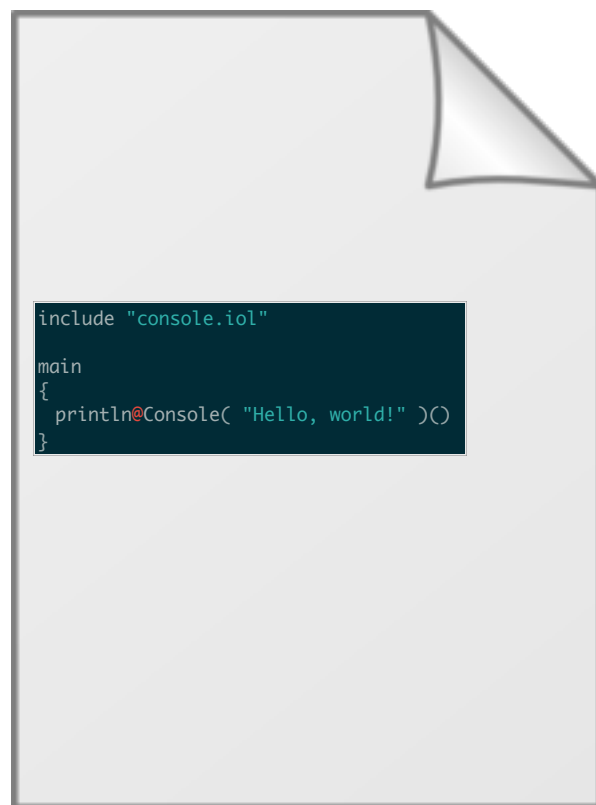 include "console.iol"

main
{
  println@Console( "Hello, world!" )()
}